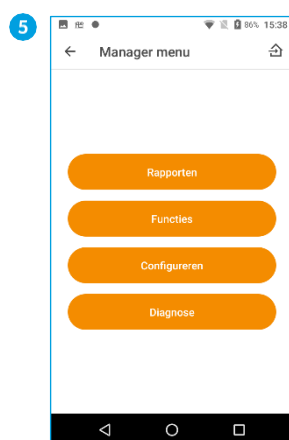 5
86% 15:38
Manager menu
Rapporten
Functies
Configureren
Diagnose